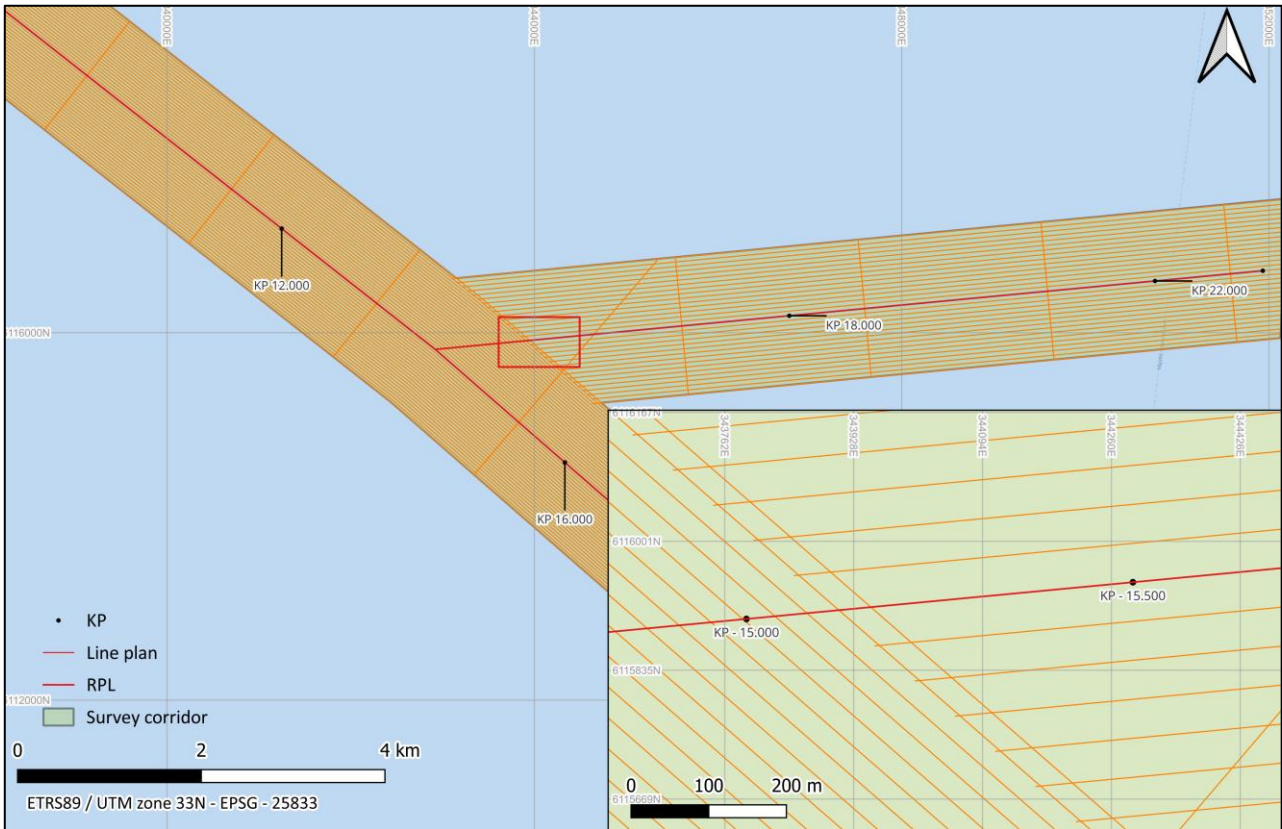 40000E
44000E
48000E
52000E
KP 12.000
KP 22.000
KP 18.000
6116000N
KP 16.000
6116167N
343762E
343928E
344094E
344260E
344426E
6116001N
KP - 15.500
KP - 15.000
6115835N
6115669N
KP
Line plan
RPL
6112000N
Survey corridor
0 2 4 km
0 100 200 m
ETRS89 / UTM zone 33N - EPSG - 25833